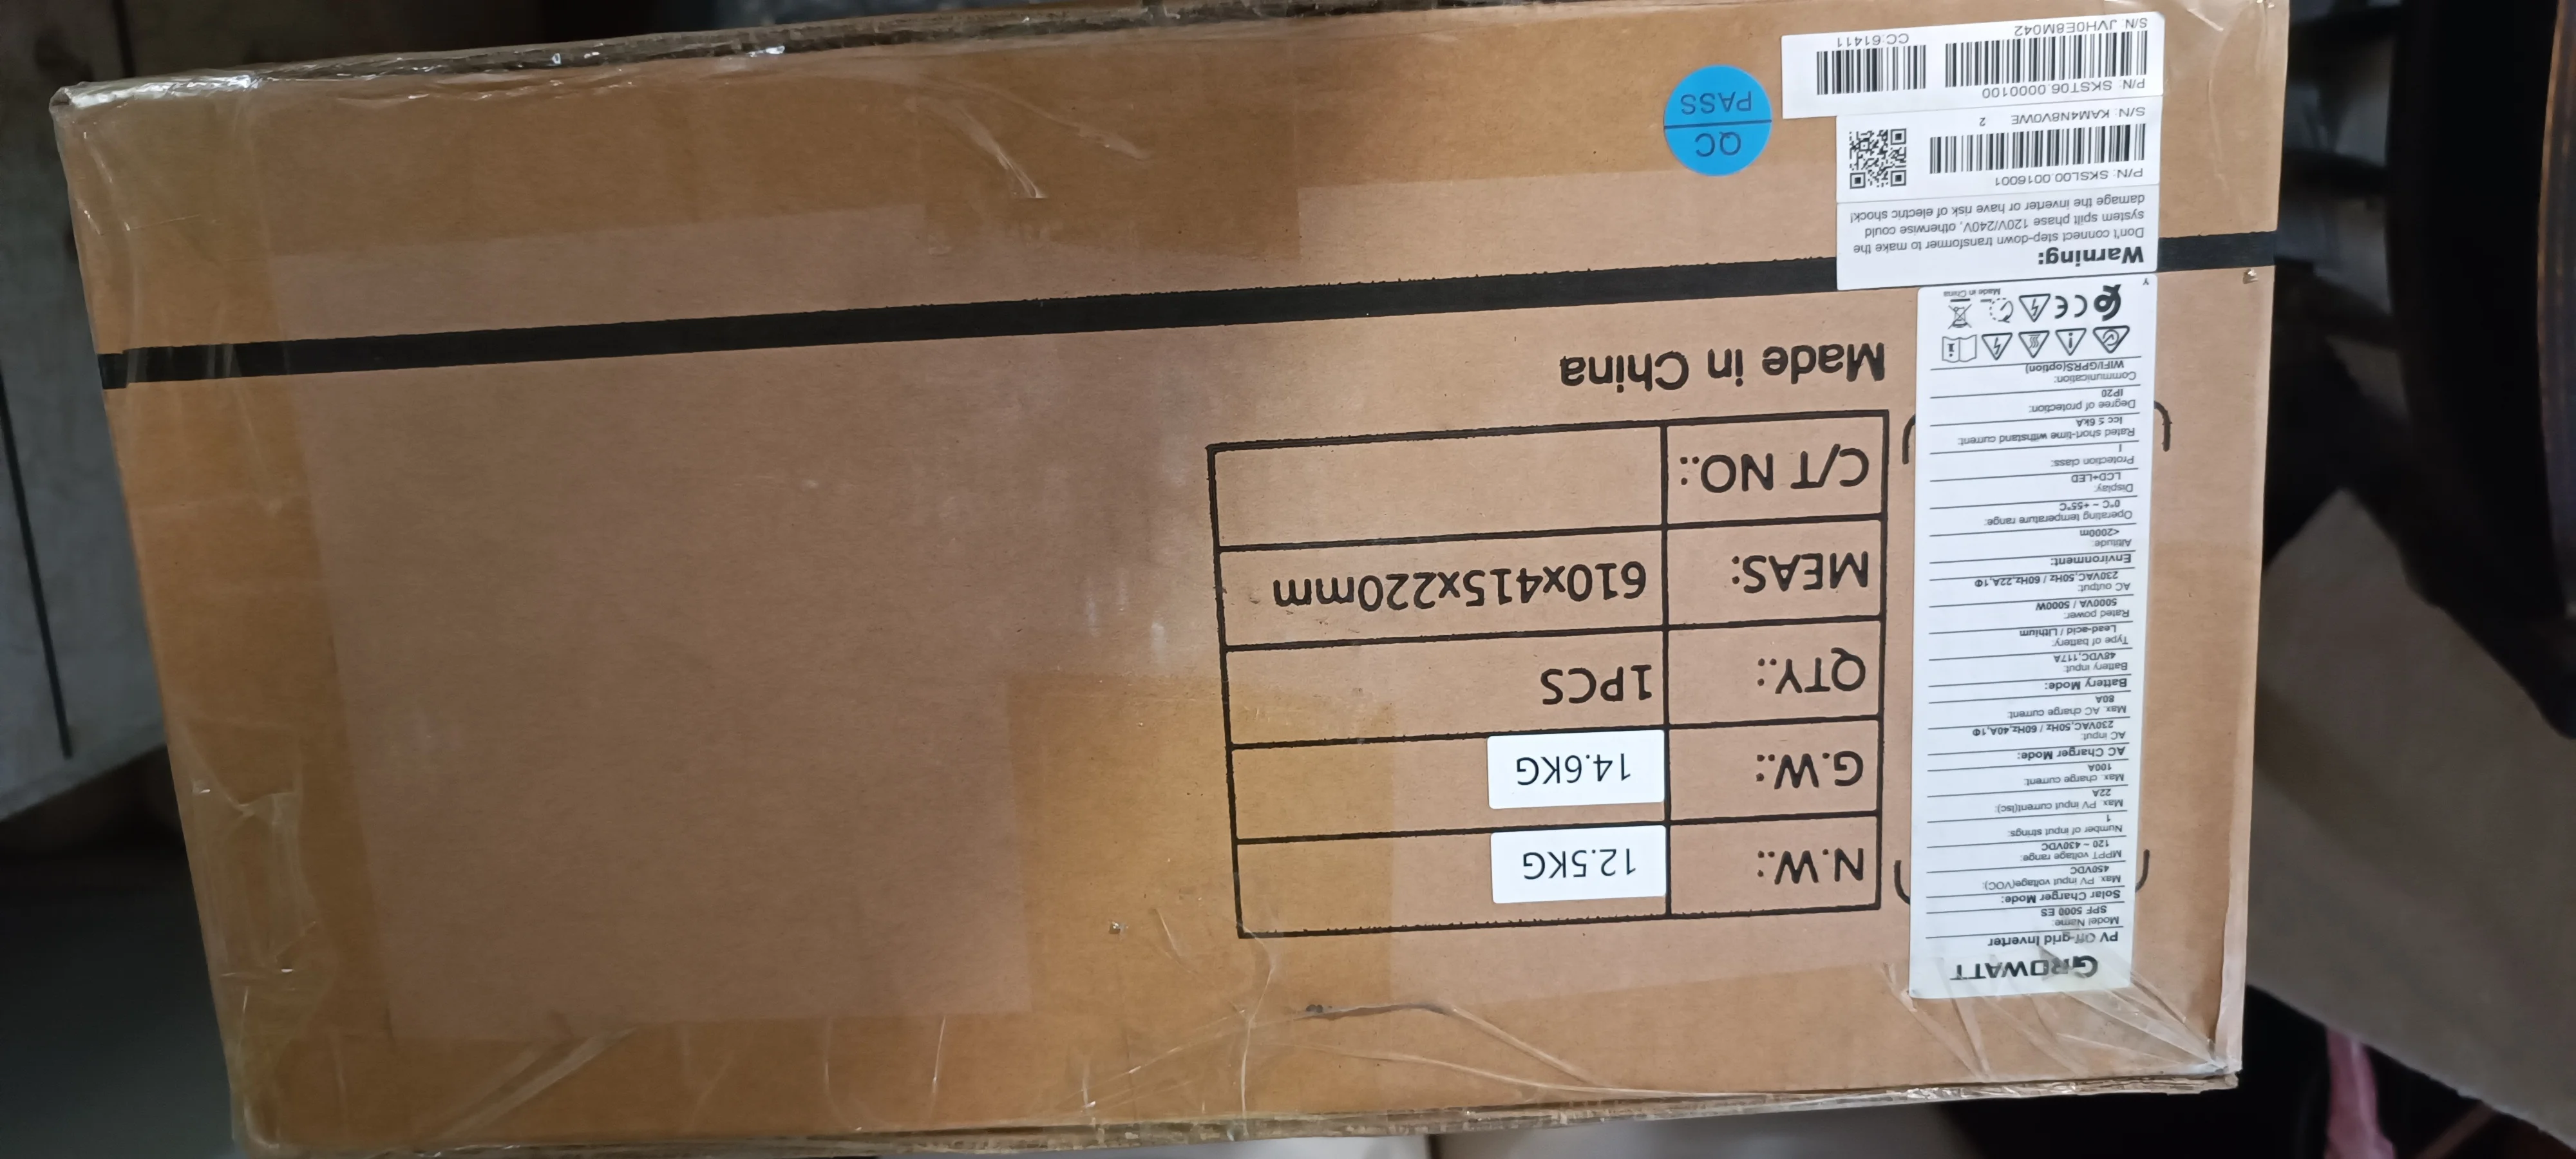 GROWATT
PV Off-grid Inverter
Model Name:
SPF 5000 ES
Solar Charger Mode:
Max. PV input voltage(VOC):
450VDC
MPPT voltage range:
120 ~ 430VDC
Number of input strings:
1
Max. PV input current(Isc):
22A
Max. charge current:
100A
AC Charger Mode:
AC input:
230VAC,50Hz / 60Hz,40A,1Φ
Max. AC charge current:
80A
Battery Mode:
Battery input:
48VDC,117A
Type of battery:
Lead-acid / Lithium
Rated power:
5000VA / 5000W
AC output:
230VAC,50Hz / 60Hz,22A,1Φ
Environment:
Altitude:
<2000m
Operating temperature range:
0°C ~ +55°C
Display:
LCD+LED
Protection class:
I
Rated short-time withstand current:
Icc ≤ 6kA
Degree of protection:
IP20
Communication:
WIFI/GPRS(option)
CE
Made in China
Y
Warning:
Don't connect step-down transformer to make the
system spilt phase 120V/240V, otherwise could
damage the inverter or have risk of electric shock!
P/N: SKSL00.0016001
S/N: KAM4N8V0WE 2
P/N: SKST06.0000100
S/N: JVH0E8M042
CC:61411
N.W.: 12.5KG
G.W.: 14.6KG
QTY.: 1PCS
MEAS: 610x415x220mm
C/T NO.:
Made in China
QC
PASS